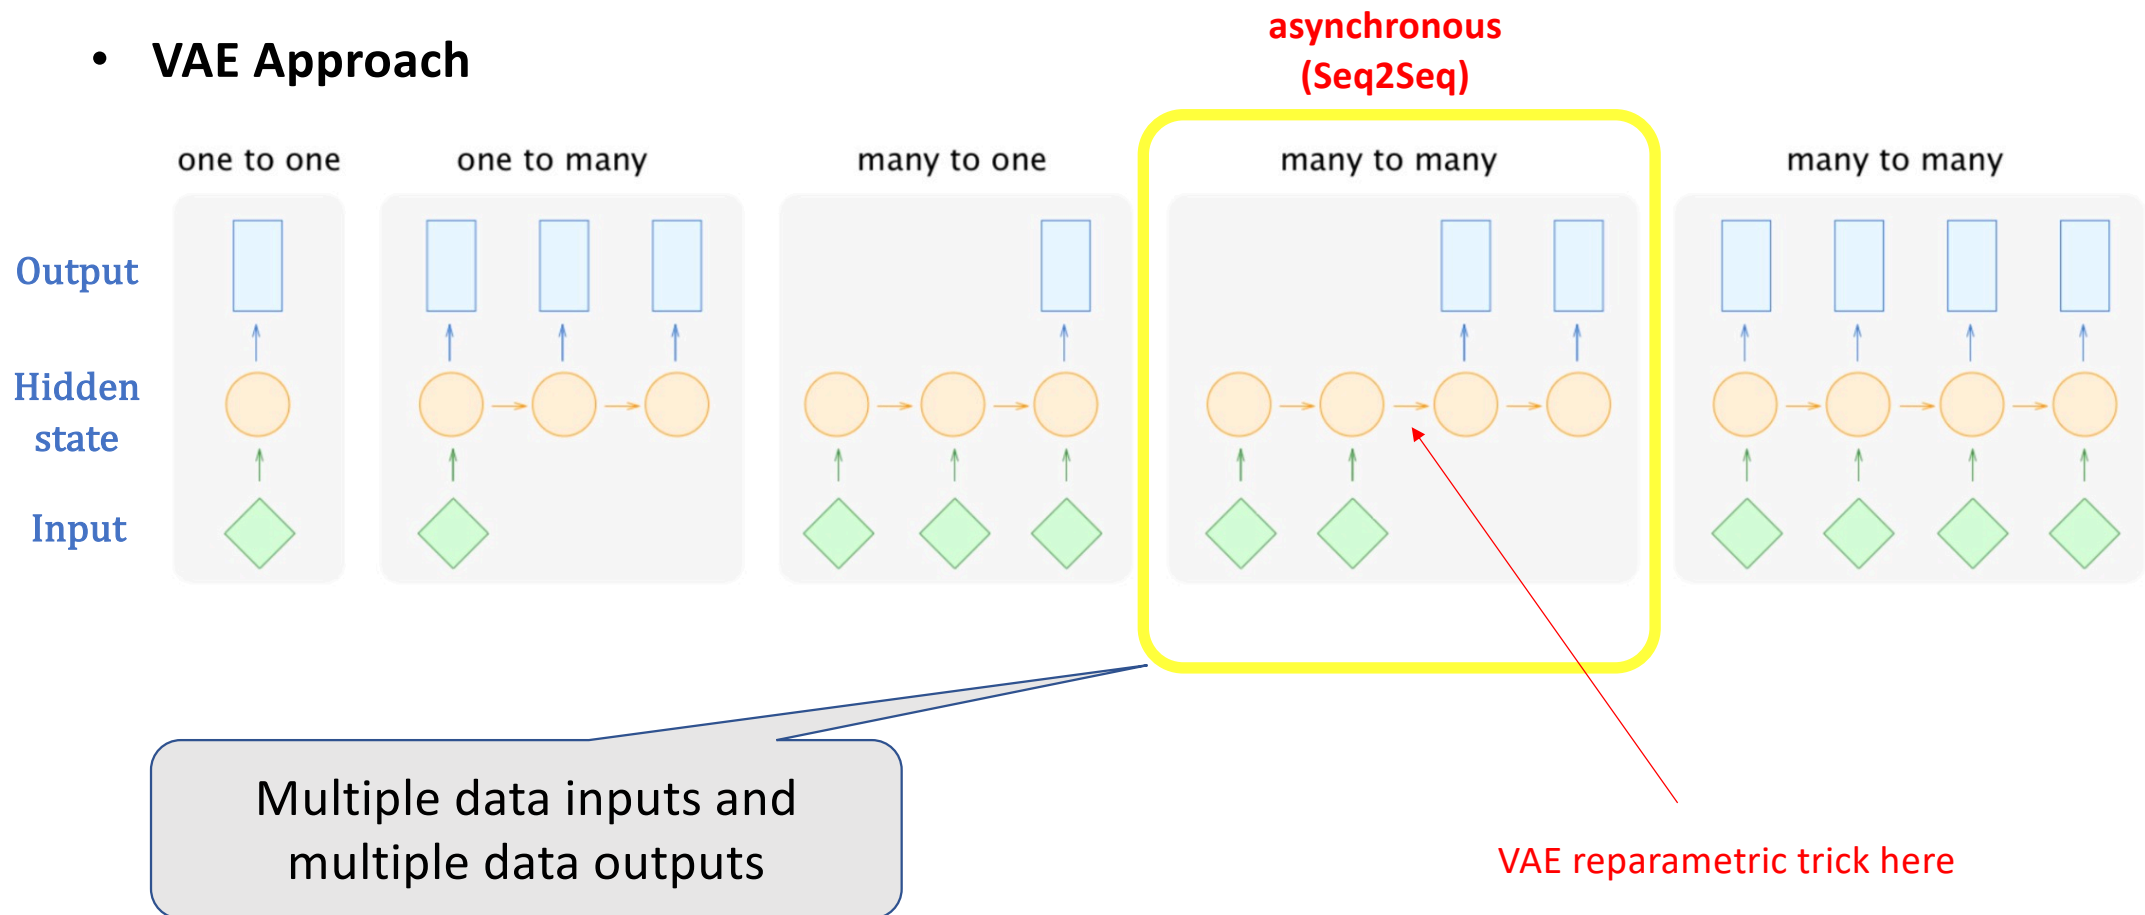 • VAE Approach
asynchronous
(Seq2Seq)
one to one
one to many
many to one
many to many
many to many
Output
Hidden
state
Input
Multiple data inputs and
multiple data outputs
VAE reparametric trick here